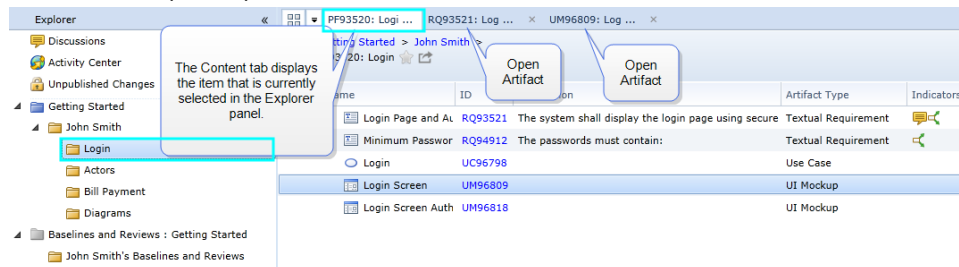 Explorer «
PF93520: Logi ... RQ93521: Log ... × UM96809: Log ... ×
Discussions
Activity Center
Unpublished Changes
Getting Started
John Smith
Login
Actors
Bill Payment
Diagrams
Baselines and Reviews : Getting Started
John Smith's Baselines and Reviews
The Content tab displays
the item that is currently
selected in the Explorer
panel.
Open
Artifact
Open
Artifact
> John Smith >
20: Login
ID Artifact Type Indicators
Login Page and Au RQ93521 The system shall display the login page using secure Textual Requirement
Minimum Passwor RQ94912 The passwords must contain: Textual Requirement
Login UC96798 Use Case
Login Screen UM96809 UI Mockup
Login Screen Auth UM96818 UI Mockup